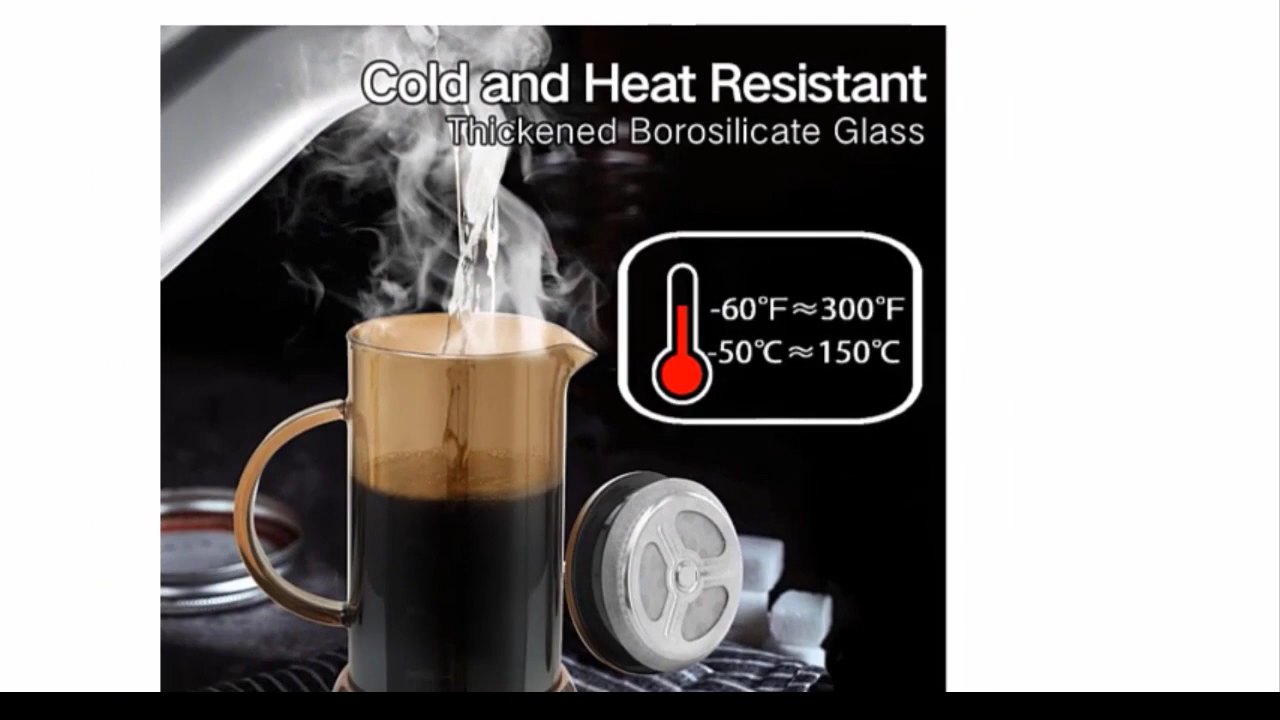 Cold and Heat Resistant
Thickened Borosilicate Glass
-60°F≈300°F
-50℃≈150℃